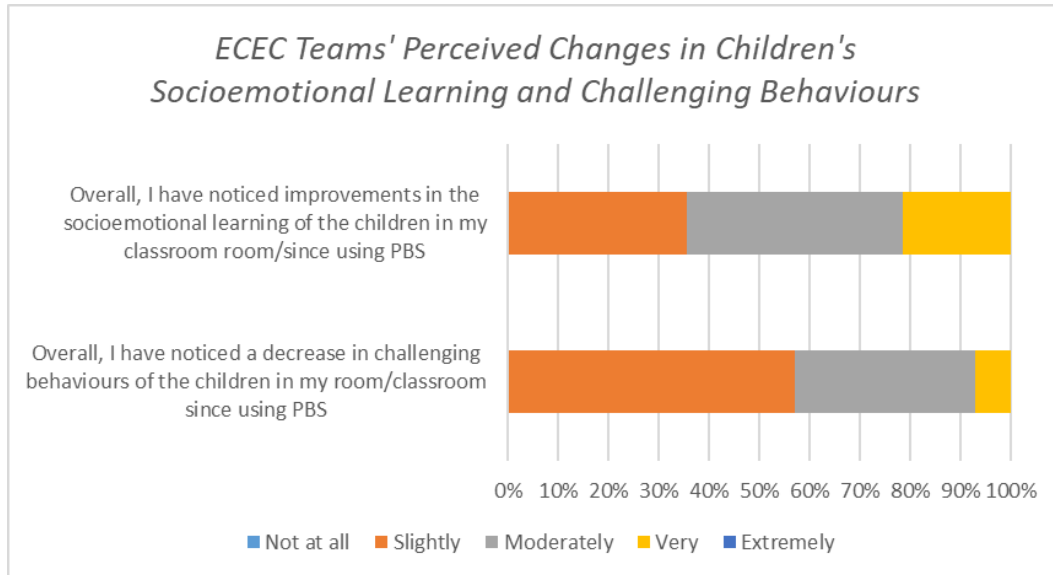 ECEC Teams' Perceived Changes in Children's
Socioemotional Learning and Challenging Behaviours
Overall, I have noticed improvements in the
socioemotional learning of the children in my
classroom room/since using PBS
Overall, I have noticed a decrease in challenging
behaviours of the children in my room/classroom
since using PBS
0% 10% 20% 30% 40% 50% 60% 70% 80% 90% 100%
Not at all Slightly Moderately Very Extremely